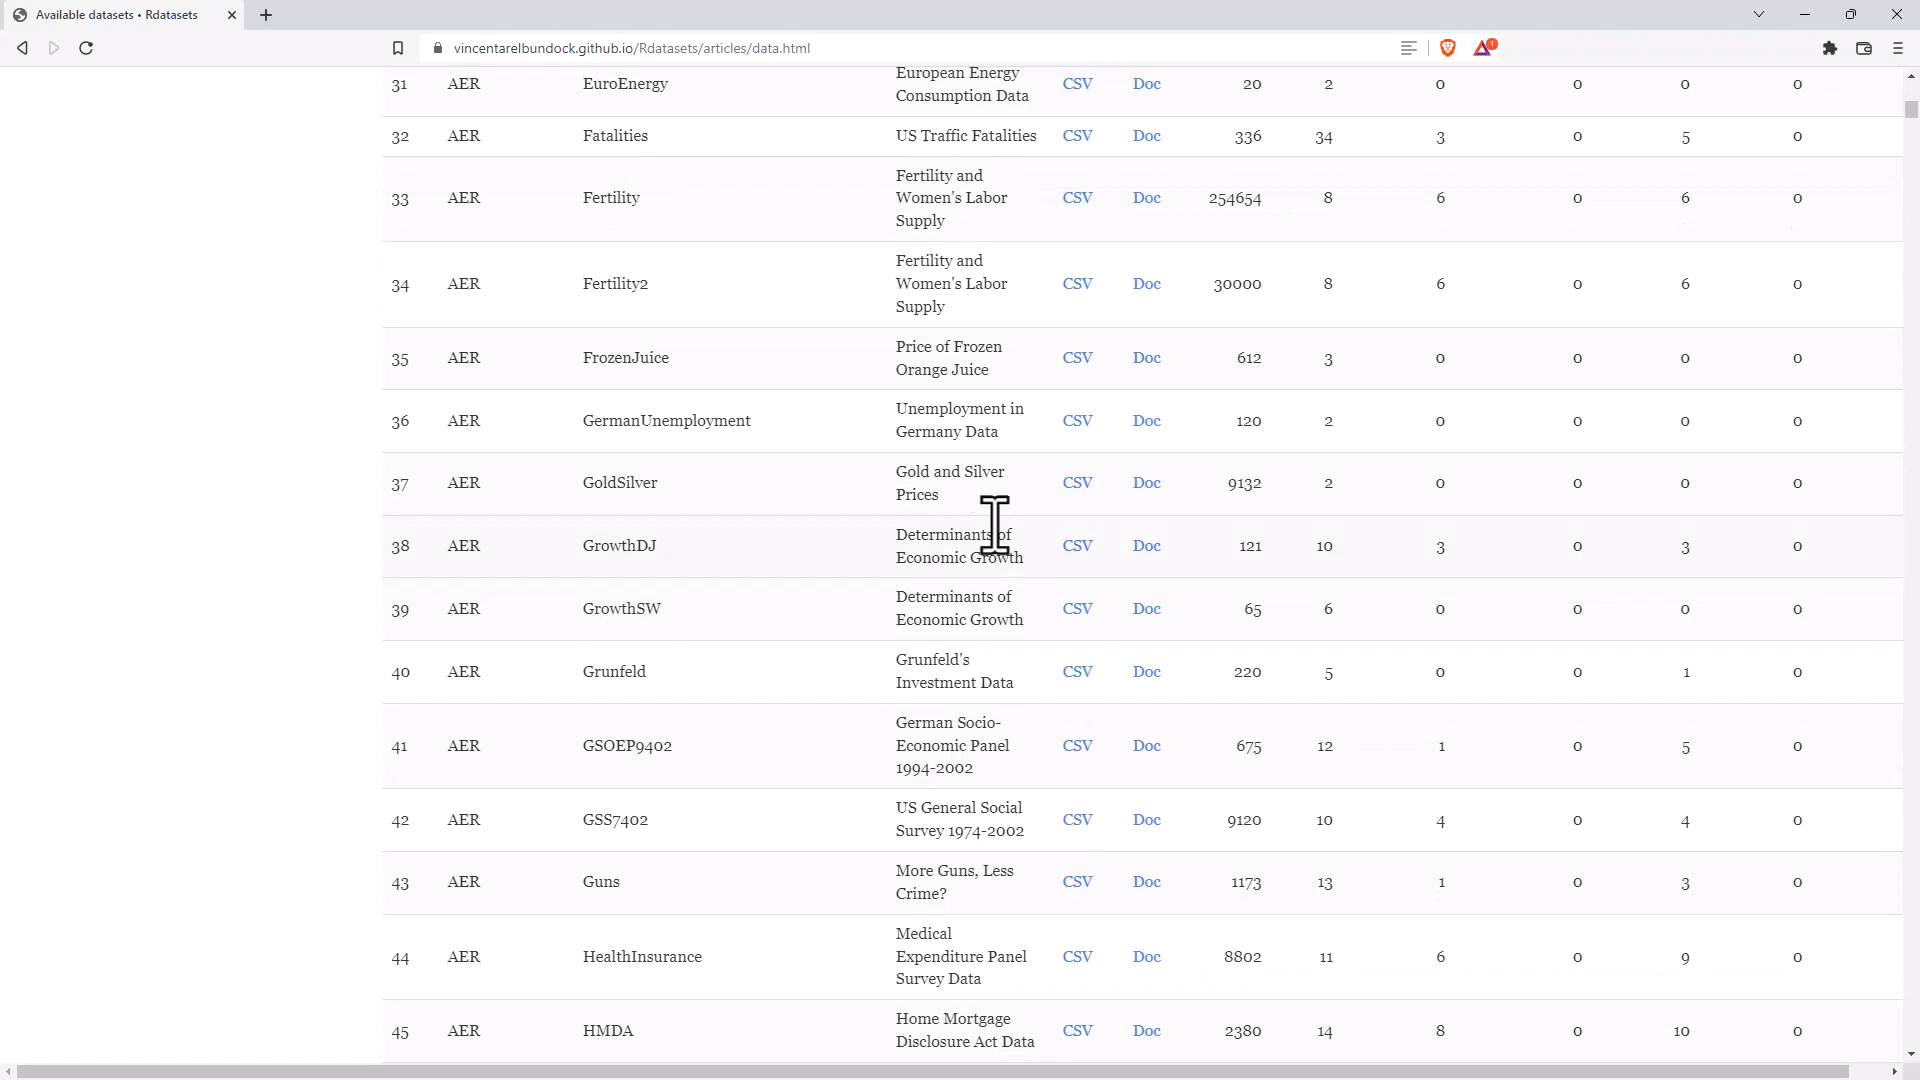 Available datasets • Rdatasets
vincentarelbundock.github.io/Rdatasets/articles/data.html
1
31 AER EuroEnergy European Energy Consumption Data CSV Doc 20 2 0 0 0 0
32 AER Fatalities US Traffic Fatalities CSV Doc 336 34 3 0 5 0
33 AER Fertility Fertility and Women's Labor Supply CSV Doc 254654 8 6 0 6 0
34 AER Fertility2 Fertility and Women's Labor Supply CSV Doc 30000 8 6 0 6 0
35 AER FrozenJuice Price of Frozen Orange Juice CSV Doc 612 3 0 0 0 0
36 AER GermanUnemployment Unemployment in Germany Data CSV Doc 120 2 0 0 0 0
37 AER GoldSilver Gold and Silver Prices CSV Doc 9132 2 0 0 0 0
38 AER GrowthDJ Determinants of Economic Growth CSV Doc 121 10 3 0 3 0
39 AER GrowthSW Determinants of Economic Growth CSV Doc 65 6 0 0 0 0
40 AER Grunfeld Grunfeld's Investment Data CSV Doc 220 5 0 0 1 0
41 AER GSOEP9402 German Socio-Economic Panel 1994-2002 CSV Doc 675 12 1 0 5 0
42 AER GSS7402 US General Social Survey 1974-2002 CSV Doc 9120 10 4 0 4 0
43 AER Guns More Guns, Less Crime? CSV Doc 1173 13 1 0 3 0
44 AER HealthInsurance Medical Expenditure Panel Survey Data CSV Doc 8802 11 6 0 9 0
45 AER HMDA Home Mortgage Disclosure Act Data CSV Doc 2380 14 8 0 10 0